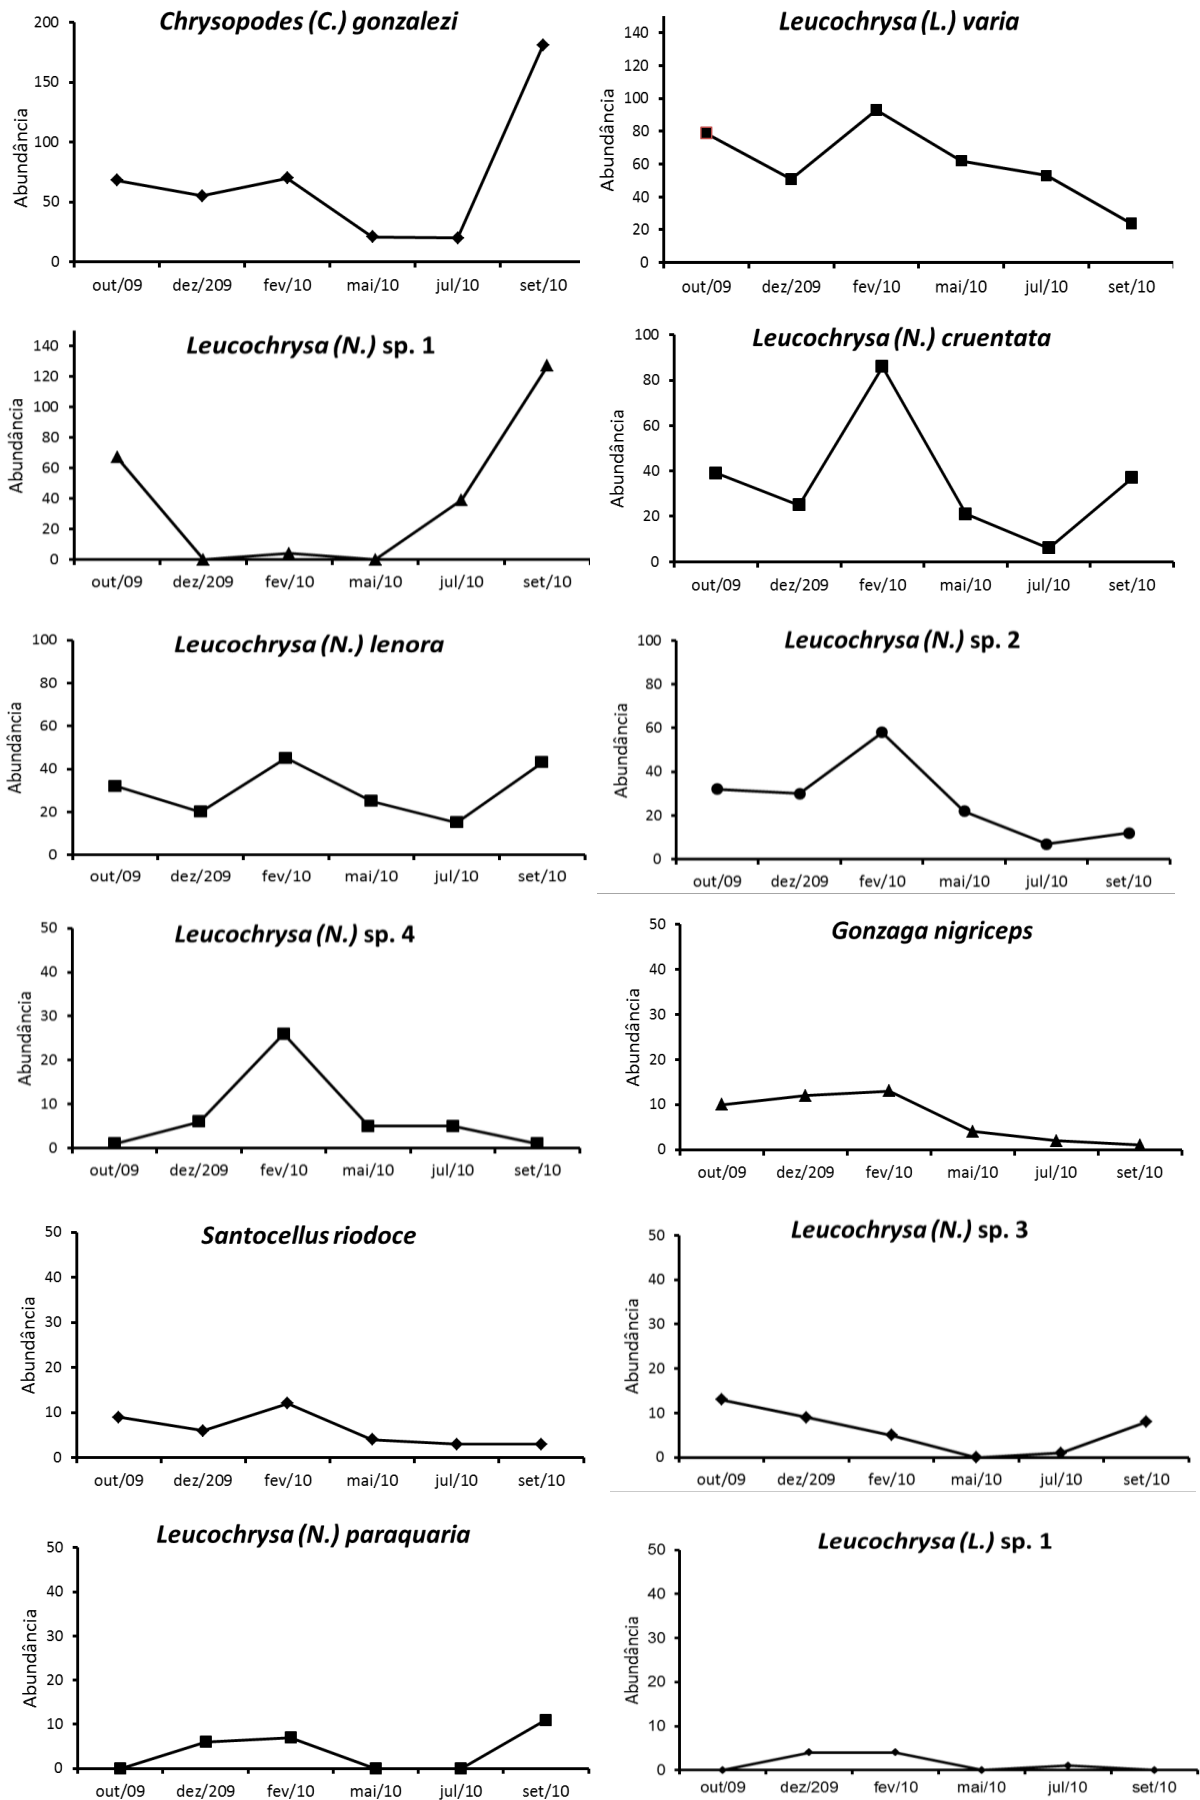 Chrysopodes (C.) gonzalezi
200
150
100
50
0
Abundância
out/09 dez/209 fev/10 mai/10 jul/10 set/10
Leucochrysa (L.) varia
140
120
100
80
60
40
20
0
Abundância
out/09 dez/209 fev/10 mai/10 jul/10 set/10
Leucochrysa (N.) sp. 1
140
120
100
80
60
40
20
0
Abundância
out/09 dez/209 fev/10 mai/10 jul/10 set/10
Leucochrysa (N.) cruentata
100
80
60
40
20
0
Abundância
out/09 dez/209 fev/10 mai/10 jul/10 set/10
Leucochrysa (N.) lenora
100
80
60
40
20
0
Abundância
out/09 dez/209 fev/10 mai/10 jul/10 set/10
Leucochrysa (N.) sp. 2
100
80
60
40
20
0
Abundância
out/09 dez/209 fev/10 mai/10 jul/10 set/10
Leucochrysa (N.) sp. 4
50
40
30
20
10
0
Abundância
out/09 dez/209 fev/10 mai/10 jul/10 set/10
Gonzaga nigriceps
50
40
30
20
10
0
Abundância
out/09 dez/209 fev/10 mai/10 jul/10 set/10
Santocellus riodoce
50
40
30
20
10
0
Abundância
out/09 dez/209 fev/10 mai/10 jul/10 set/10
Leucochrysa (N.) sp. 3
50
40
30
20
10
0
Abundância
out/09 dez/209 fev/10 mai/10 jul/10 set/10
Leucochrysa (N.) paraquaria
50
40
30
20
10
0
Abundância
out/09 dez/209 fev/10 mai/10 jul/10 set/10
Leucochrysa (L.) sp. 1
50
40
30
20
10
0
Abundância
out/09 dez/209 fev/10 mai/10 jul/10 set/10